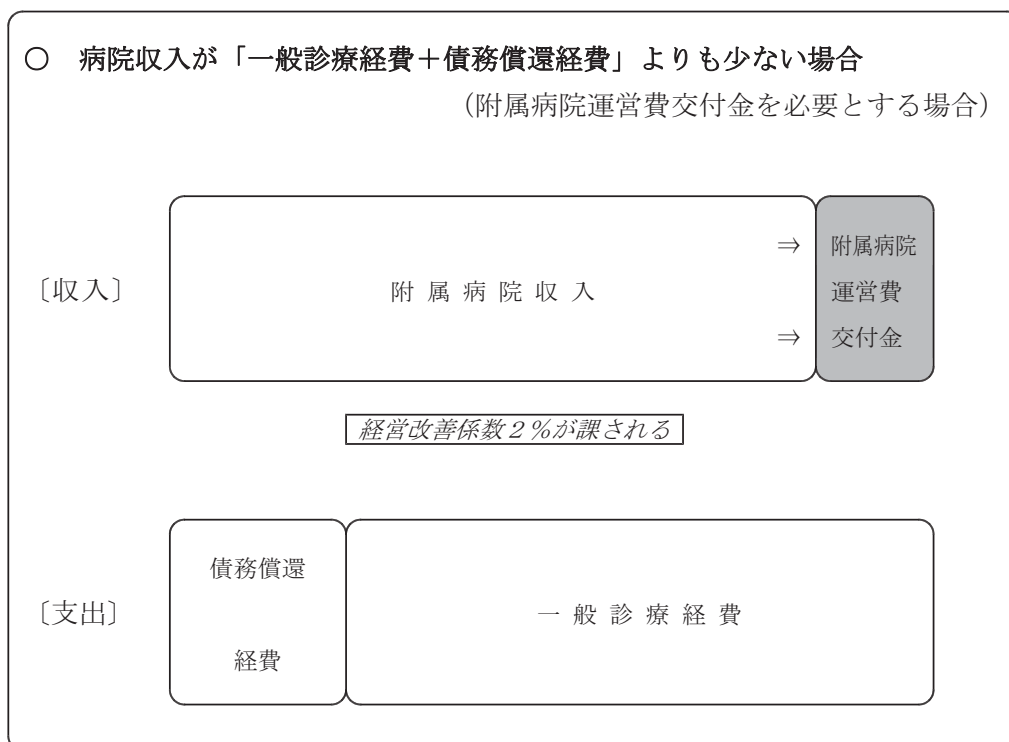 ○ 病院収入が「一般診療経費＋債務償還経費」よりも少ない場合
（附属病院運営費交付金を必要とする場合）
⇒ 附属病院
〔収入〕 附属病院収入 運営費
⇒ 交付金
経営改善係数２％が課される
債務償還
〔支出〕 一般診療経費
経費